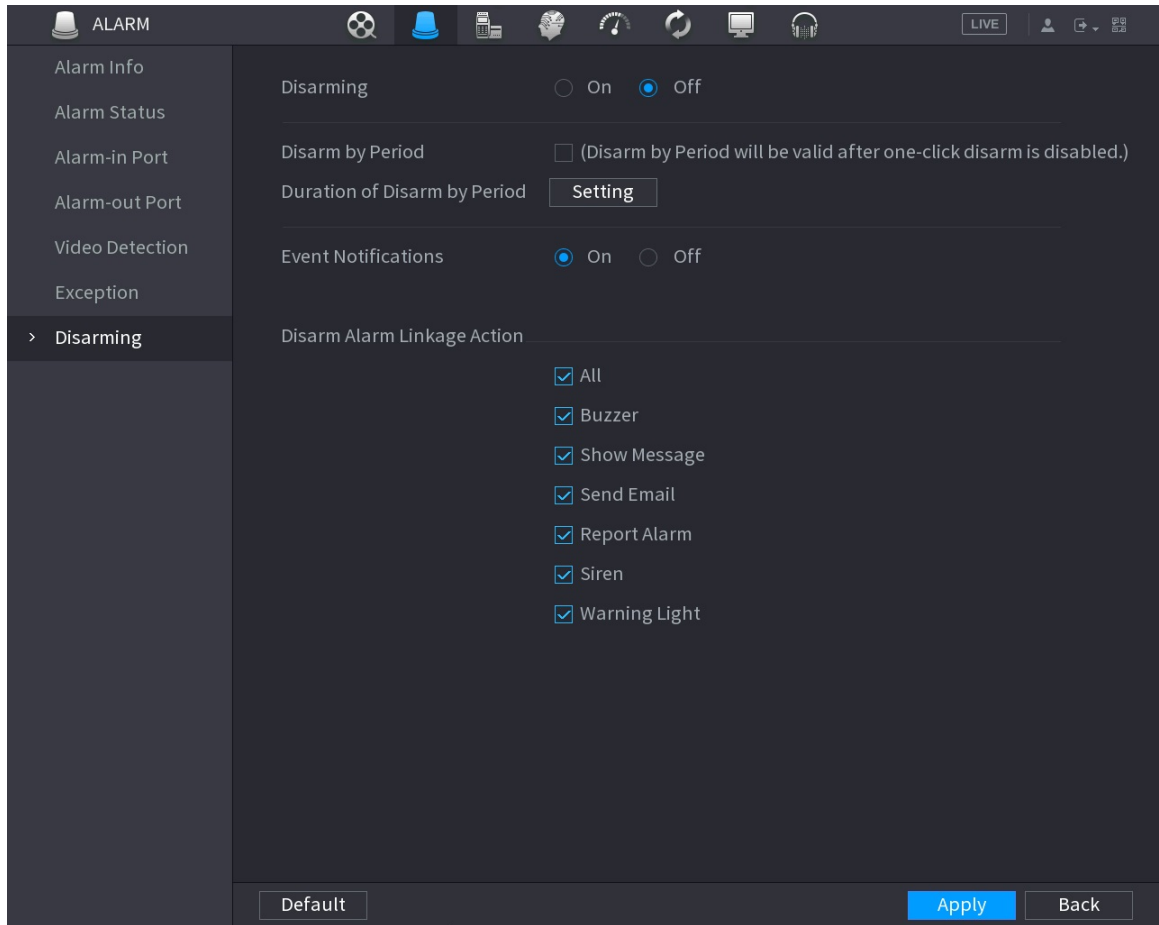 ALARM
LIVE
Alarm Info
Alarm Status
Alarm-in Port
Alarm-out Port
Video Detection
Exception
> Disarming
Disarming On Off
Disarm by Period (Disarm by Period will be valid after one-click disarm is disabled.)
Duration of Disarm by Period Setting
Event Notifications On Off
Disarm Alarm Linkage Action
All
Buzzer
Show Message
Send Email
Report Alarm
Siren
Warning Light
Default Apply Back